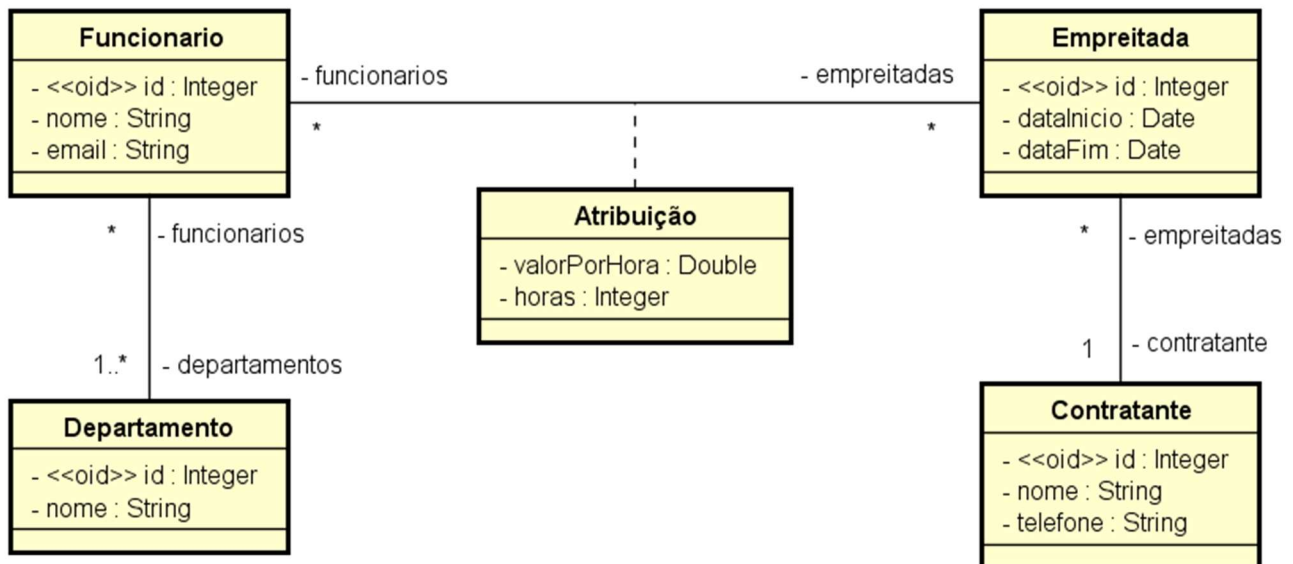 Funcionario
- <<oid>> id : Integer
- nome : String
- email : String
- funcionarios
*
- empreitadas
*
Empreitada
- <<oid>> id : Integer
- dataInicio : Date
- dataFim : Date
Atribuição
- valorPorHora : Double
- horas : Integer
*
- funcionarios
1..*
- departamentos
*
- empreitadas
1
- contratante
Departamento
- <<oid>> id : Integer
- nome : String
Contratante
- <<oid>> id : Integer
- nome : String
- telefone : String